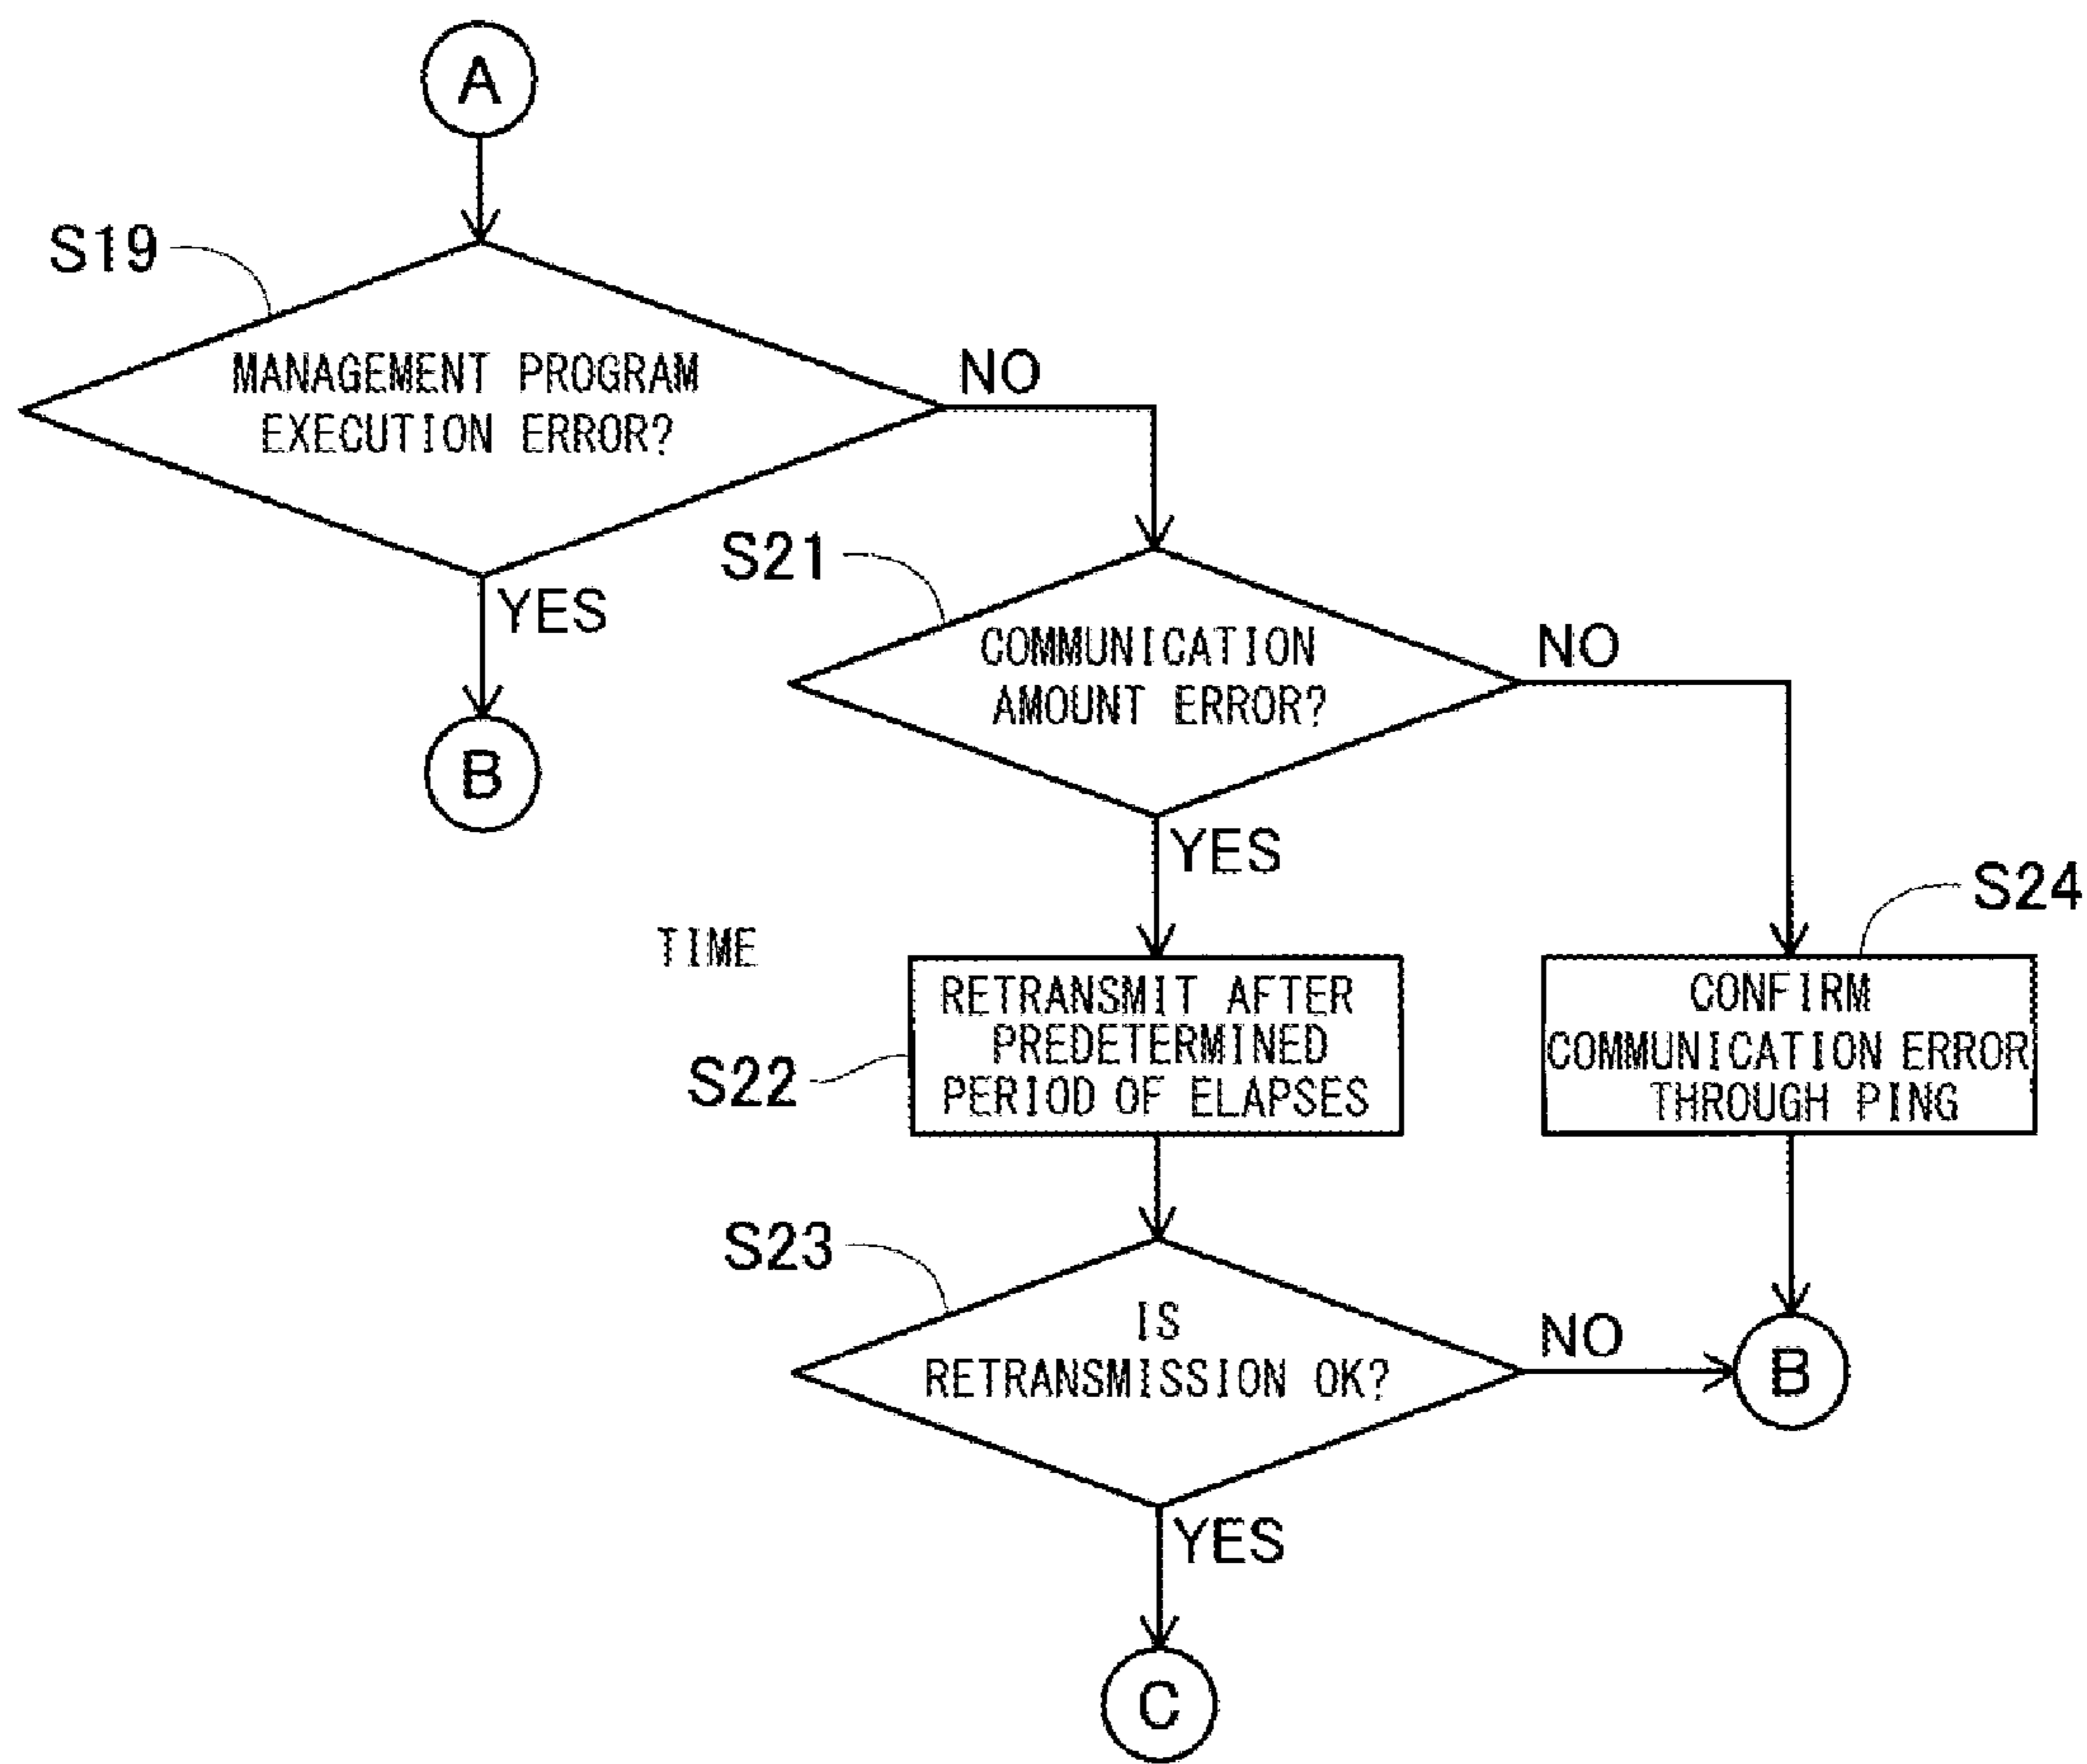 A
S19
MANAGEMENT PROGRAM
EXECUTION ERROR?
NO
YES
B
S21
COMMUNICATION
AMOUNT ERROR?
NO
YES
S24
TIME
RETRANSMIT AFTER
PREDETERMINED
PERIOD OF ELAPSES
S22
CONFIRM
COMMUNICATION ERROR
THROUGH PING
S23
IS
RETRANSMISSION OK?
NO
B
YES
C